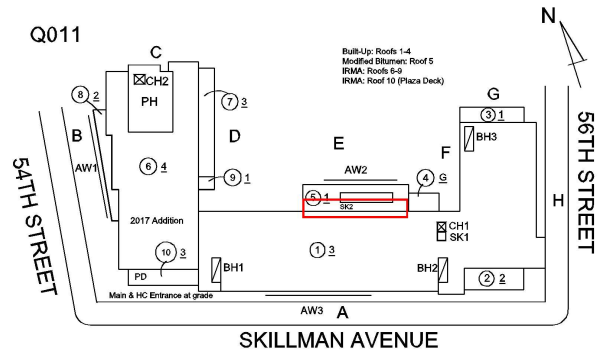 Q011
N
Built-Up: Roofs 1-4
Modified Bitumen: Roof 5
IRMA: Roofs 6-9
IRMA: Roof 10 (Plaza Deck)
C
CH2
PH
8 2
7 3
G
3 1
B
D
E
F
BH3
AW1
6 4
9 1
AW2
4 G
5 1
SK2
H
54TH STREET
56TH STREET
2017 Addition
CH1
SK1
1 3
10 3
PD
BH1
BH2
2 2
Main & HC Entrance at grade
AW3
A
SKILLMAN AVENUE